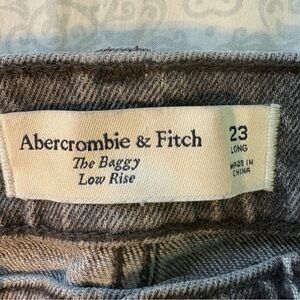 Abercrombie & Fitch
The Baggy
Low Rise
23
LONG
MADE IN
CHINA